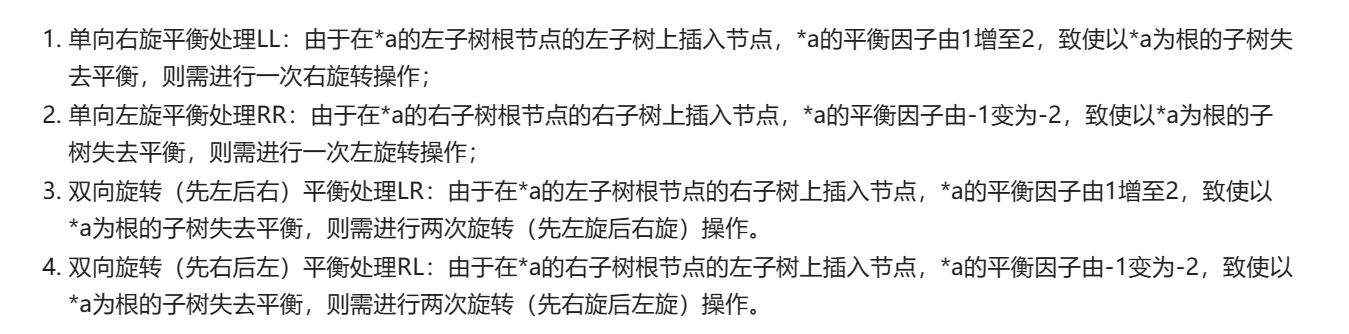 1. 单向右旋平衡处理LL：由于在*a的左子树根节点的左子树上插入节点，*a的平衡因子由1增至2，致使以*a为根的子树失
去平衡，则需进行一次右旋转操作；
2. 单向左旋平衡处理RR：由于在*a的右子树根节点的右子树上插入节点，*a的平衡因子由-1变为-2，致使以*a为根的子
树失去平衡，则需进行一次左旋转操作；
3. 双向旋转（先左后右）平衡处理LR：由于在*a的左子树根节点的右子树上插入节点，*a的平衡因子由1增至2，致使以
*a为根的子树失去平衡，则需进行两次旋转（先左旋后右旋）操作。
4. 双向旋转（先右后左）平衡处理RL：由于在*a的右子树根节点的左子树上插入节点，*a的平衡因子由-1变为-2，致使以
*a为根的子树失去平衡，则需进行两次旋转（先右旋后左旋）操作。